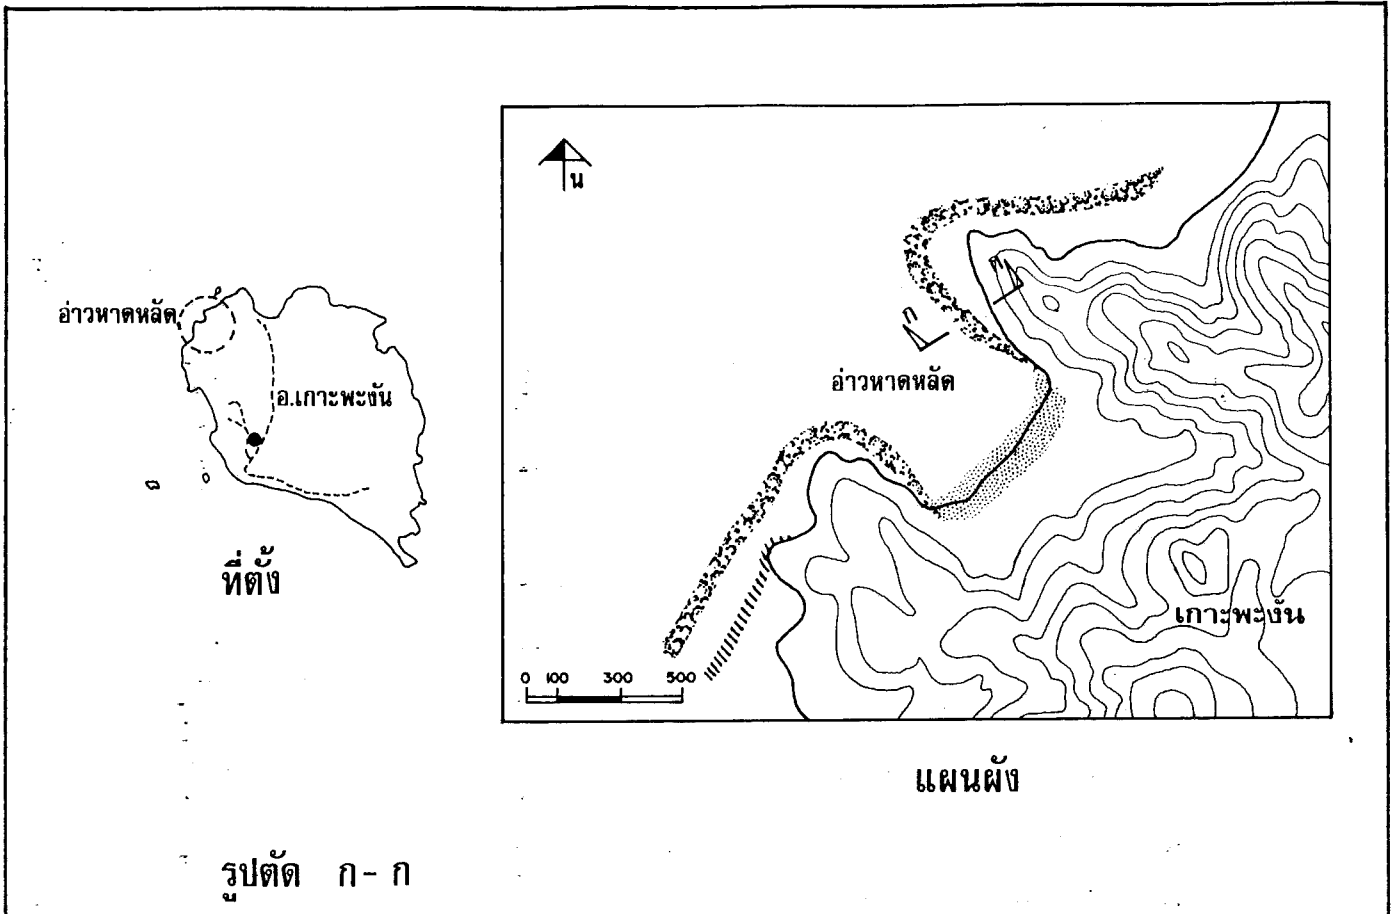 อ่าวหาดหลัด
อ.เกาะพะงัน
ที่ตั้ง
น
ก
ก
อ่าวหาดหลัด
เกาะพะงัน
0 100 300 500
แผนผัง
รูปตัด ก - ก